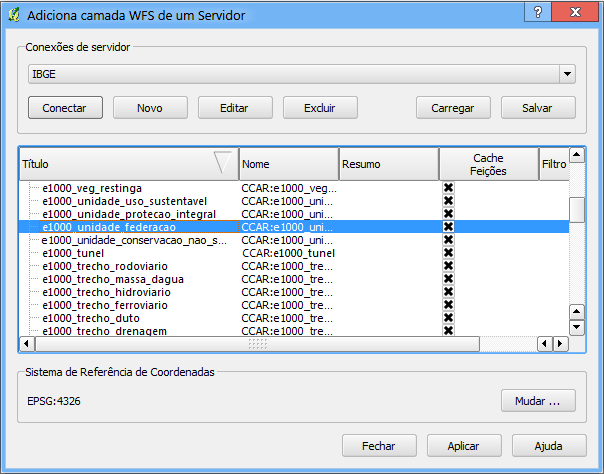 Adiciona camada WFS de um Servidor
Conexões de servidor
IBGE
Conectar Novo Editar Excluir Carregar Salvar
Título Nome Resumo Cache Feições Filtro
e1000_veg_restinga CCAR:e1000_veg...
e1000_unidade_uso_sustentavel CCAR:e1000_uni...
e1000_unidade_protecao_integral CCAR:e1000_uni...
e1000_unidade_federacao CCAR:e1000_uni...
e1000_unidade_conservacao_nao_s... CCAR:e1000_uni...
e1000_tunel CCAR:e1000_tunel
e1000_trecho_rodoviario CCAR:e1000_tre...
e1000_trecho_massa_dagua CCAR:e1000_tre...
e1000_trecho_hidroviario CCAR:e1000_tre...
e1000_trecho_ferroviario CCAR:e1000_tre...
e1000_trecho_duto CCAR:e1000_tre...
e1000_trecho_drenagem CCAR:e1000_tre...
Sistema de Referência de Coordenadas
EPSG:4326 Mudar ...
Fechar Aplicar Ajuda